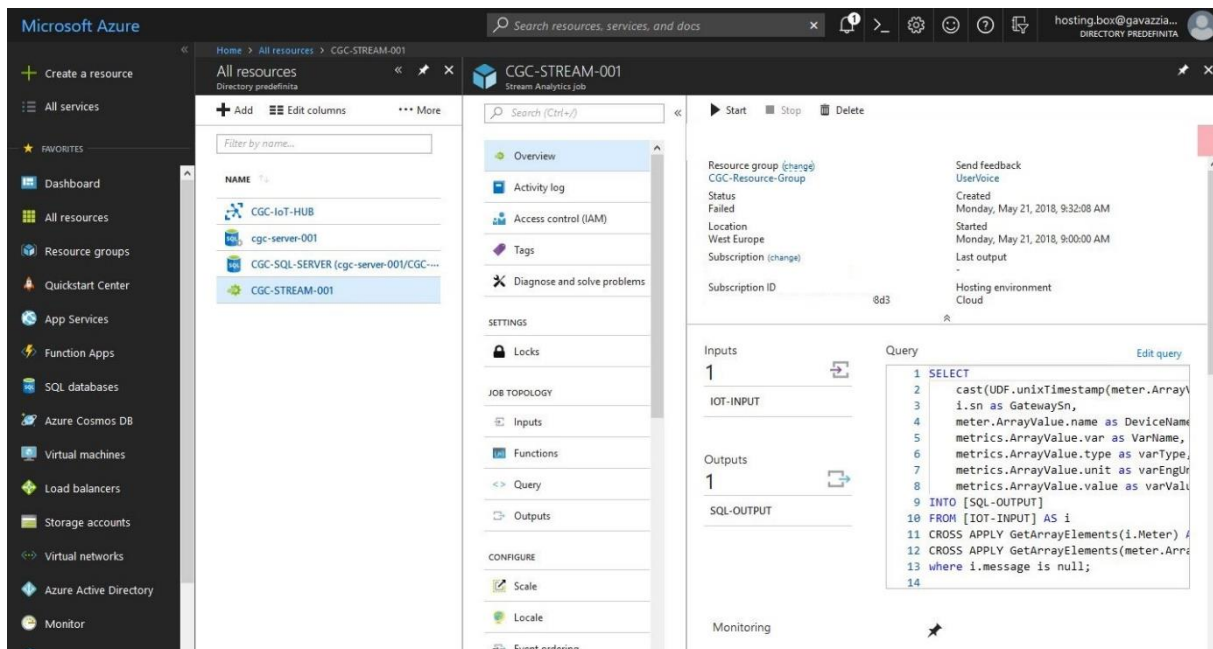 Microsoft Azure
Search resources, services, and docs
hosting.box@gavazzia...
DIRECTORY PREDEFINITA
Create a resource
All services
FAVORITES
Dashboard
All resources
Resource groups
Quickstart Center
App Services
Function Apps
SQL databases
Azure Cosmos DB
Virtual machines
Load balancers
Storage accounts
Virtual networks
Azure Active Directory
Monitor
Home > All resources > CGC-STREAM-001
All resources
Directory predefinita
Add Edit columns ••• More
Filter by name...
NAME
CGC-IoT-HUB
cgc-server-001
CGC-SQL-SERVER (cgc-server-001/CGC-...
CGC-STREAM-001
CGC-STREAM-001
Stream Analytics job
Search (Ctrl+/)
Overview
Activity log
Access control (IAM)
Tags
Diagnose and solve problems
SETTINGS
Locks
JOB TOPOLOGY
Inputs
Functions
Query
Outputs
CONFIGURE
Scale
Locale
Event ordering
Start Stop Delete
Resource group (change)
CGC-Resource-Group
Status
Failed
Location
West Europe
Subscription (change)
Subscription ID
8d3
Send feedback
UserVoice
Created
Monday, May 21, 2018, 9:32:08 AM
Started
Monday, May 21, 2018, 9:00:00 AM
Last output
-
Hosting environment
Cloud
Inputs
1
IOT-INPUT
Outputs
1
SQL-OUTPUT
Query Edit query
1 SELECT
2 cast(UDF.unixTimestamp(meter.ArrayV
3 i.sn as GatewaySn,
4 meter.ArrayValue.name as DeviceName
5 metrics.ArrayValue.var as VarName,
6 metrics.ArrayValue.type as varType,
7 metrics.ArrayValue.unit as varEngUn
8 metrics.ArrayValue.value as varValu
9 INTO [SQL-OUTPUT]
10 FROM [IOT-INPUT] AS i
11 CROSS APPLY GetArrayElements(i.Meter) A
12 CROSS APPLY GetArrayElements(meter.Arra
13 where i.message is null;
14
Monitoring